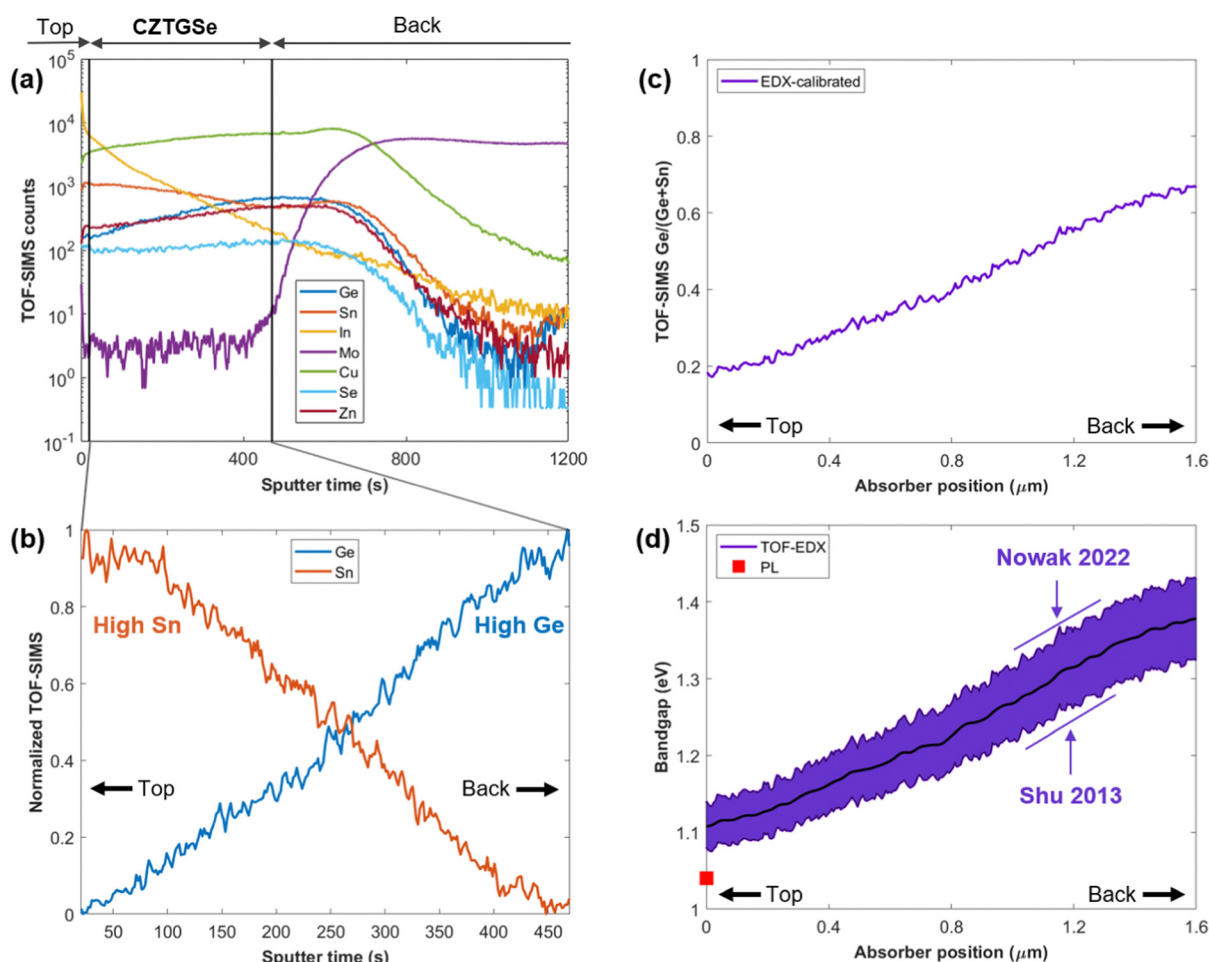 Top CZTGSe Back
(a)
10^5
10^4
10^3
10^2
10^1
10^0
10^-1
TOF-SIMS counts
Ge
Sn
In
Mo
Cu
Se
Zn
0 400 800 1200
Sputter time (s)
(c)
EDX-calibrated
1
0.8
0.6
0.4
0.2
0
TOF-SIMS Ge/(Ge+Sn)
Top Back
0 0.4 0.8 1.2 1.6
Absorber position (μm)
(b)
Ge
Sn
1
0.8
0.6
0.4
0.2
0
Normalized TOF-SIMS
High Sn High Ge
Top Back
50 100 150 200 250 300 350 400 450
Sputter time (s)
(d)
TOF-EDX
PL
1.5
1.4
1.3
1.2
1.1
1
Bandgap (eV)
Nowak 2022
Shu 2013
Top Back
0 0.4 0.8 1.2 1.6
Absorber position (μm)